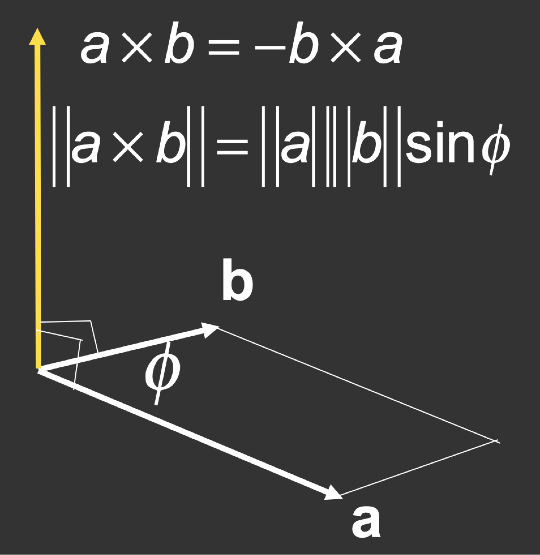 a × b = −b × a
||a × b|| = ||a||||b|| sin ϕ
b
ϕ
a